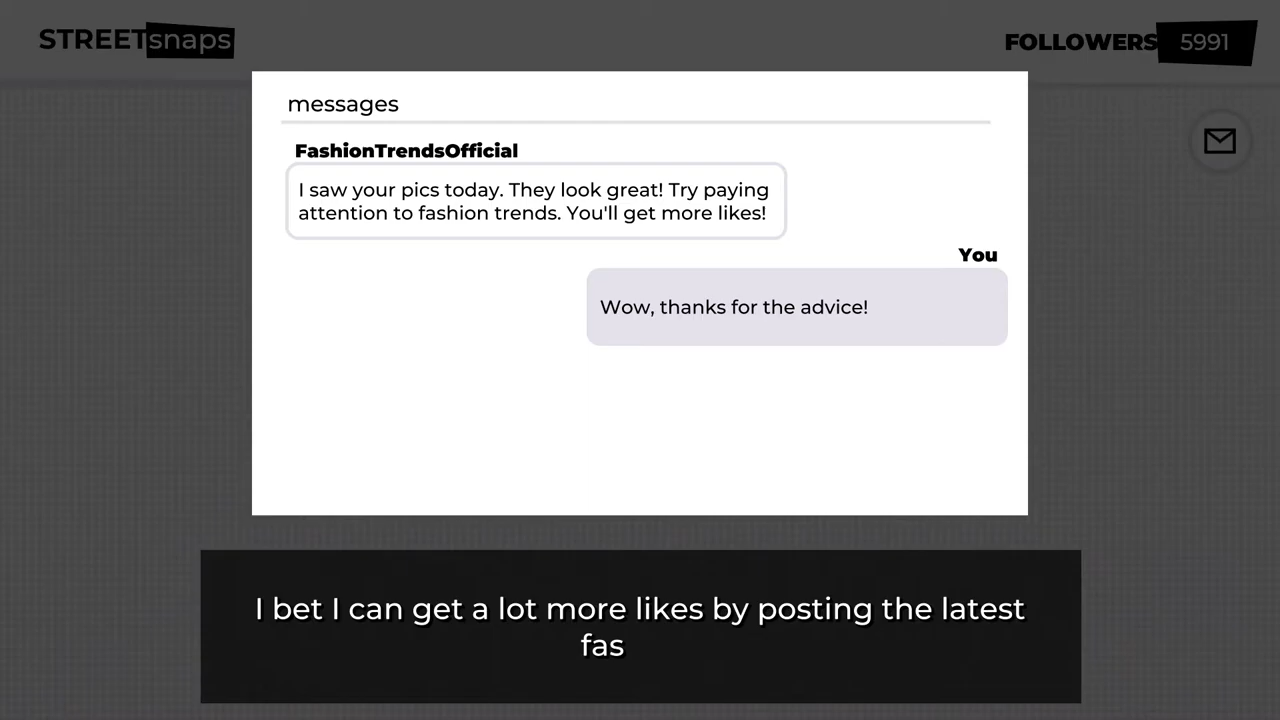 STREETsnaps
FOLLOWERS 5991
messages
FashionTrendsOfficial
I saw your pics today. They look great! Try paying
attention to fashion trends. You'll get more likes!
You
Wow, thanks for the advice!
I bet I can get a lot more likes by posting the latest
fas